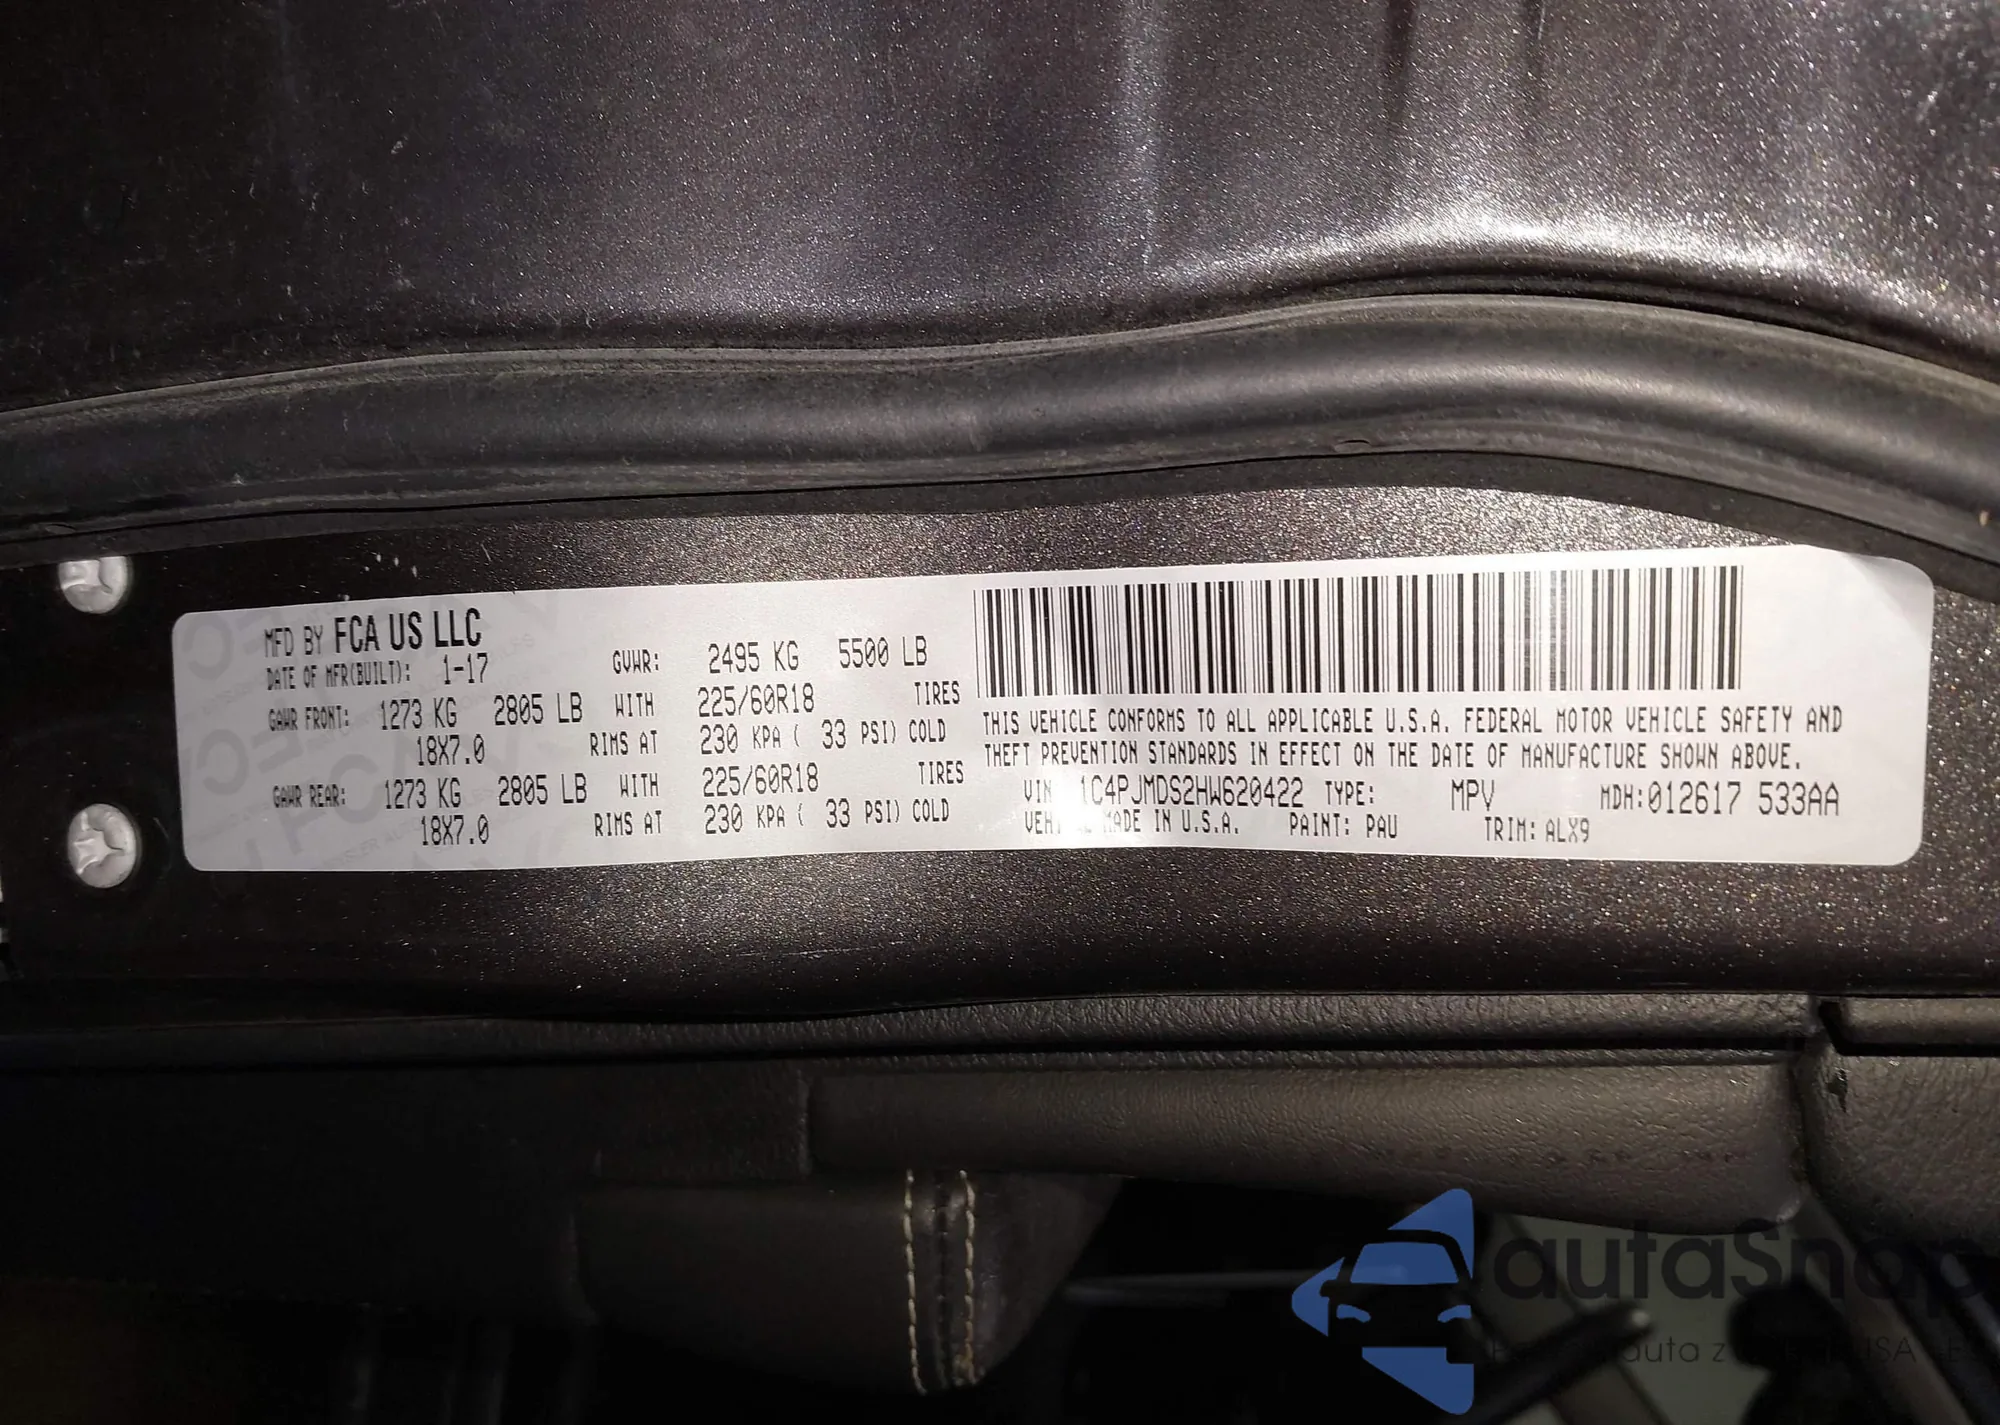 MFD BY FCA US LLC
DATE OF MFR(BUILT): 1-17 GVWR: 2495 KG 5500 LB
GAWR FRONT: 1273 KG 2805 LB WITH 225/60R18 TIRES
18X7.0 RIMS AT 230 KPA ( 33 PSI) COLD
GAWR REAR: 1273 KG 2805 LB WITH 225/60R18 TIRES
18X7.0 RIMS AT 230 KPA ( 33 PSI) COLD
THIS VEHICLE CONFORMS TO ALL APPLICABLE U.S.A. FEDERAL MOTOR VEHICLE SAFETY AND
THEFT PREVENTION STANDARDS IN EFFECT ON THE DATE OF MANUFACTURE SHOWN ABOVE.
VIN 1C4PJMDS2HW620422 TYPE: MPV MDH:012617 533AA
MADE IN U.S.A. PAINT: PAU TRIM: ALX9
autaSnap
auta z USA